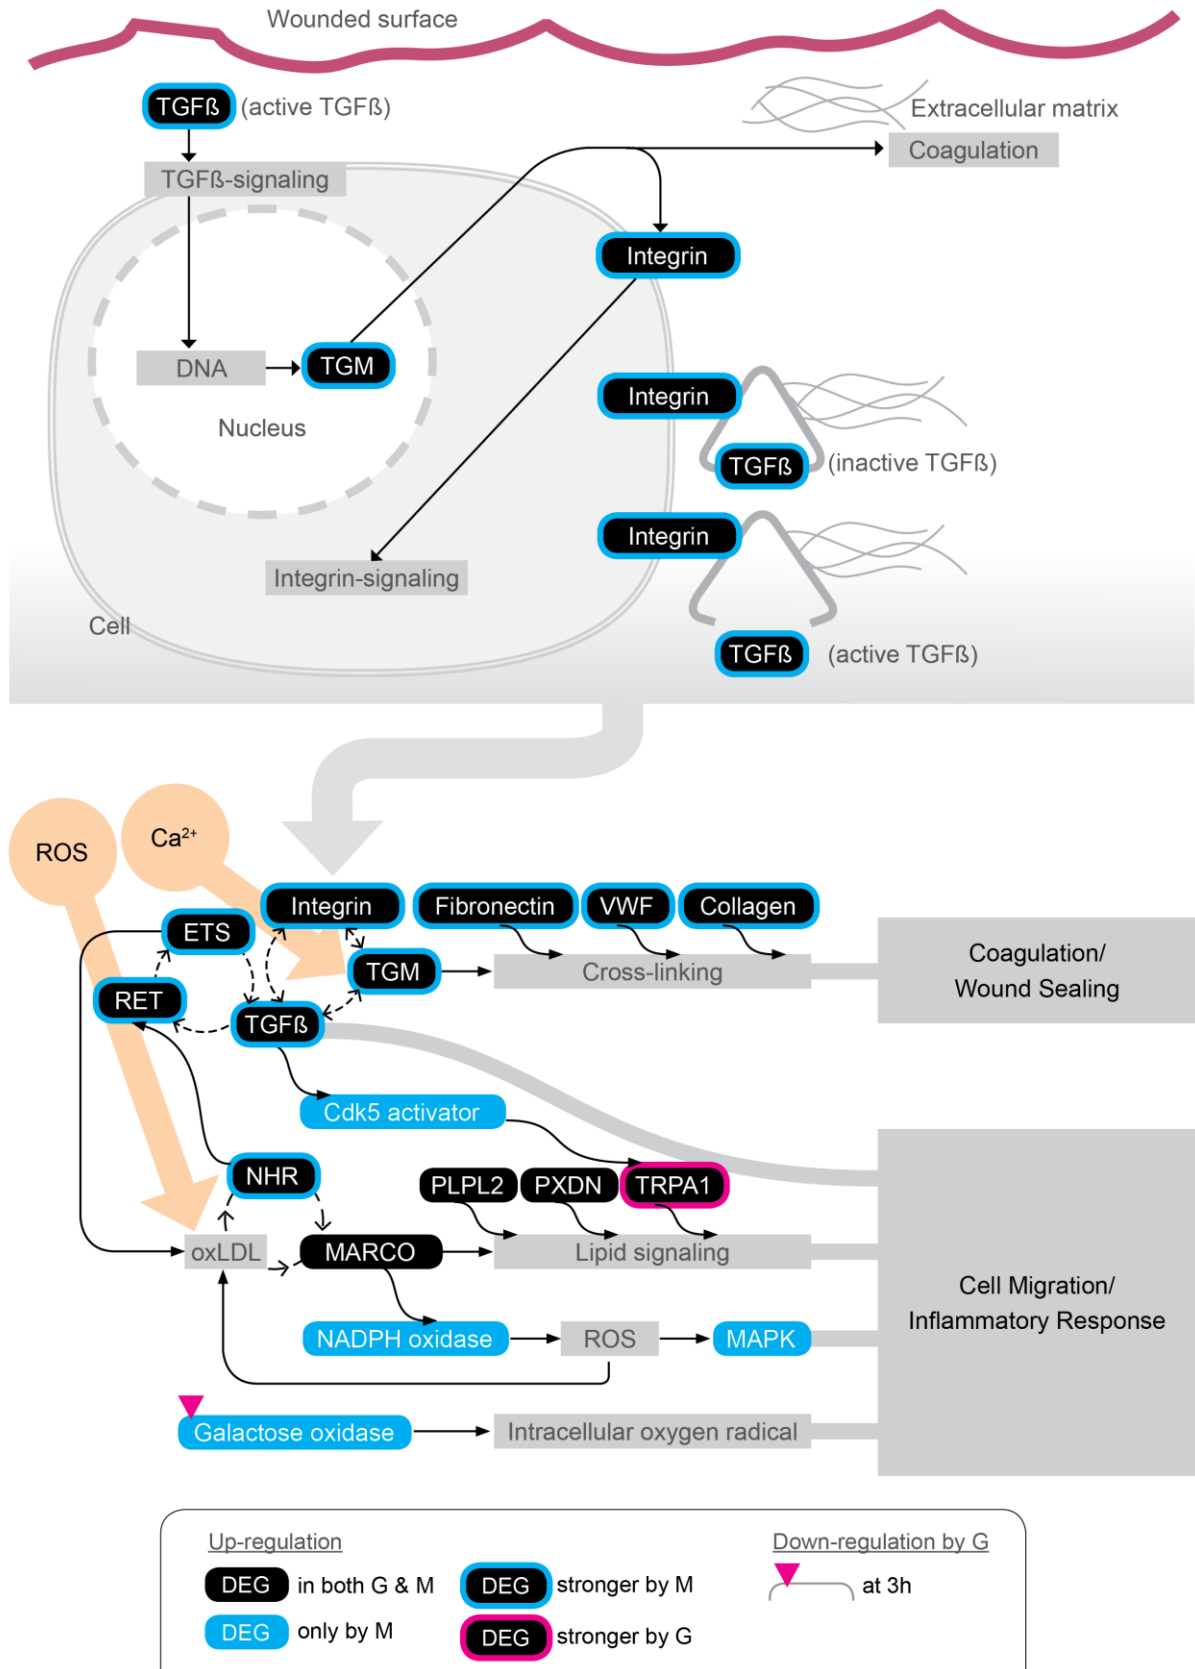 Wounded surface
TGFß (active TGFß)
Extracellular matrix
Coagulation
TGFß-signaling
Integrin
DNA
TGM
Integrin
Nucleus
TGFß (inactive TGFß)
Integrin
Integrin-signaling
Cell
TGFß (active TGFß)
ROS
Ca²⁺
Integrin
Fibronectin
VWF
Collagen
ETS
TGM
Cross-linking
Coagulation/
Wound Sealing
RET
TGFß
Cdk5 activator
NHR
PLPL2
PXDN
TRPA1
oxLDL
MARCO
Lipid signaling
Cell Migration/
Inflammatory Response
NADPH oxidase
ROS
MAPK
Galactose oxidase
Intracellular oxygen radical
Up-regulation
Down-regulation by G
DEG in both G & M
DEG stronger by M
at 3h
DEG only by M
DEG stronger by G